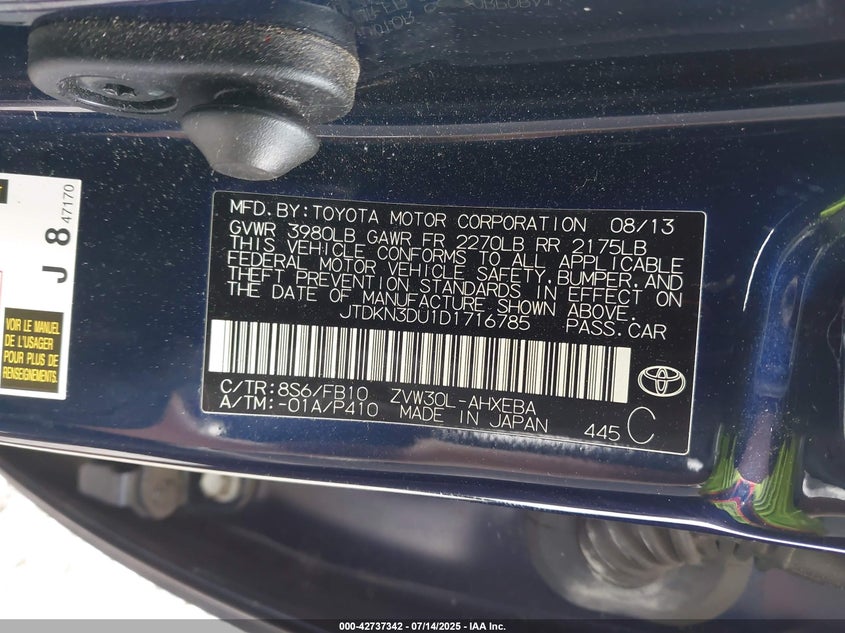 J 8 47170
VOIR LE MANUEL
DE L'USAGER
POUR PLUS DE
RENSEIGNEMENTS.
MFD. BY: TOYOTA MOTOR CORPORATION 08/13
GVWR 3980LB GAWR FR 2270LB RR 2175LB
THIS VEHICLE CONFORMS TO ALL APPLICABLE
FEDERAL MOTOR VEHICLE SAFETY, BUMPER, AND
THEFT PREVENTION STANDARDS IN EFFECT ON
THE DATE OF MANUFACTURE SHOWN ABOVE.
JTDKN3DU1D1716785 PASS. CAR
C/TR: 8S6/FB10 ZVW30L-AHXEBA
A/TM: -01A/P410 MADE IN JAPAN 445 C
000-42737342 - 07/14/2025 - IAA Inc.